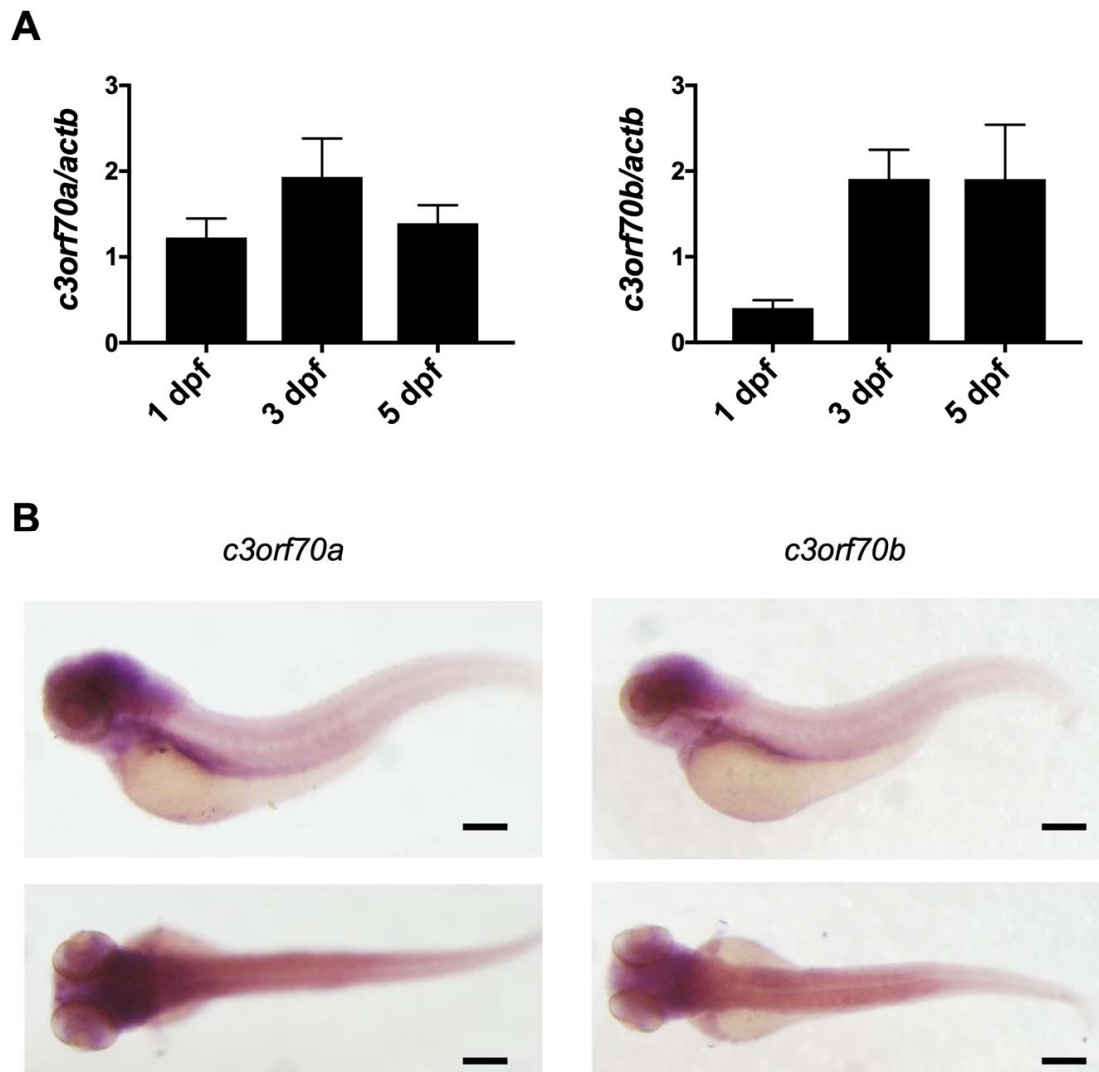 A
c3orf70a/actb
3
2
1
0
1 dpf
3 dpf
5 dpf
c3orf70b/actb
3
2
1
0
1 dpf
3 dpf
5 dpf
B
c3orf70a
c3orf70b